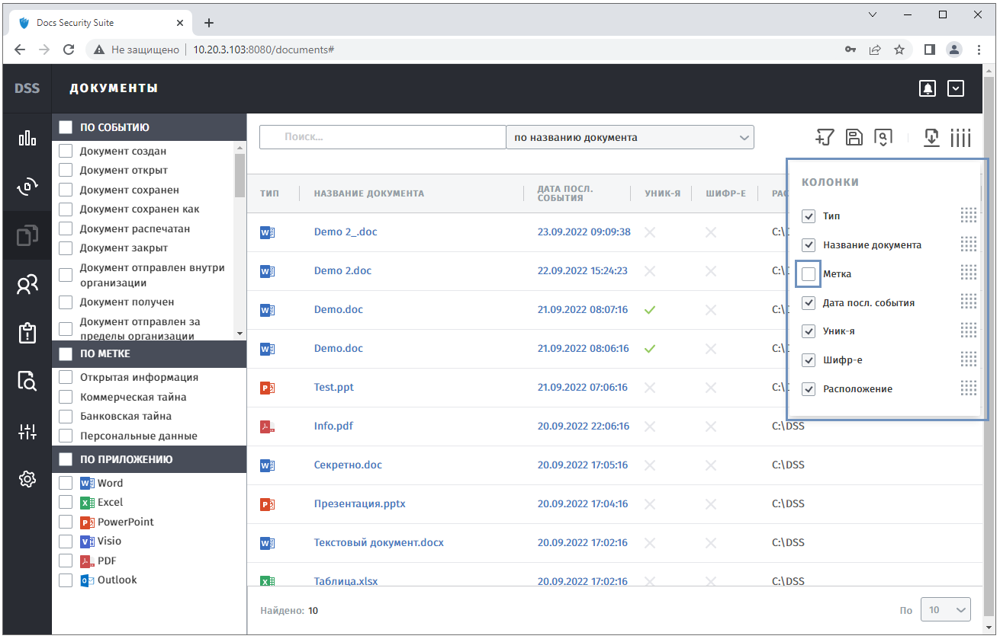 Docs Security Suite
Не защищено
10.20.3.103:8080/documents#
DSS
ДОКУМЕНТЫ
ПО СОБЫТИЮ
Документ создан
Документ открыт
Документ сохранен
Документ сохранен как
Документ распечатан
Документ закрыт
Документ отправлен внутри
организации
Документ получен
Документ отправлен за
пределы организации
ПО МЕТКЕ
Открытая информация
Коммерческая тайна
Банковская тайна
Персональные данные
ПО ПРИЛОЖЕНИЮ
Word
Excel
PowerPoint
Visio
PDF
Outlook
Поиск...
по названию документа
ТИП НАЗВАНИЕ ДОКУМЕНТА ДАТА ПОСЛ. СОБЫТИЯ УНИК-Я ШИФР-Е РАС
Demo 2_.doc 23.09.2022 09:09:38 C:\D
Demo 2.doc 22.09.2022 15:24:23 C:\D
Demo.doc 21.09.2022 08:07:16 C:\D
Demo.doc 21.09.2022 08:06:16 C:\D
Test.ppt 21.09.2022 07:06:16 C:\D
Info.pdf 20.09.2022 22:06:16 C:\DSS
Секретно.doc 20.09.2022 17:05:16 C:\DSS
Презентация.pptx 20.09.2022 17:04:16 C:\DSS
Текстовый документ.docx 20.09.2022 17:02:16 C:\DSS
Таблица.xlsx 20.09.2022 17:02:16 C:\DSS
КОЛОНКИ
Тип
Название документа
Метка
Дата посл. события
Уник-я
Шифр-е
Расположение
Найдено: 10
По 10